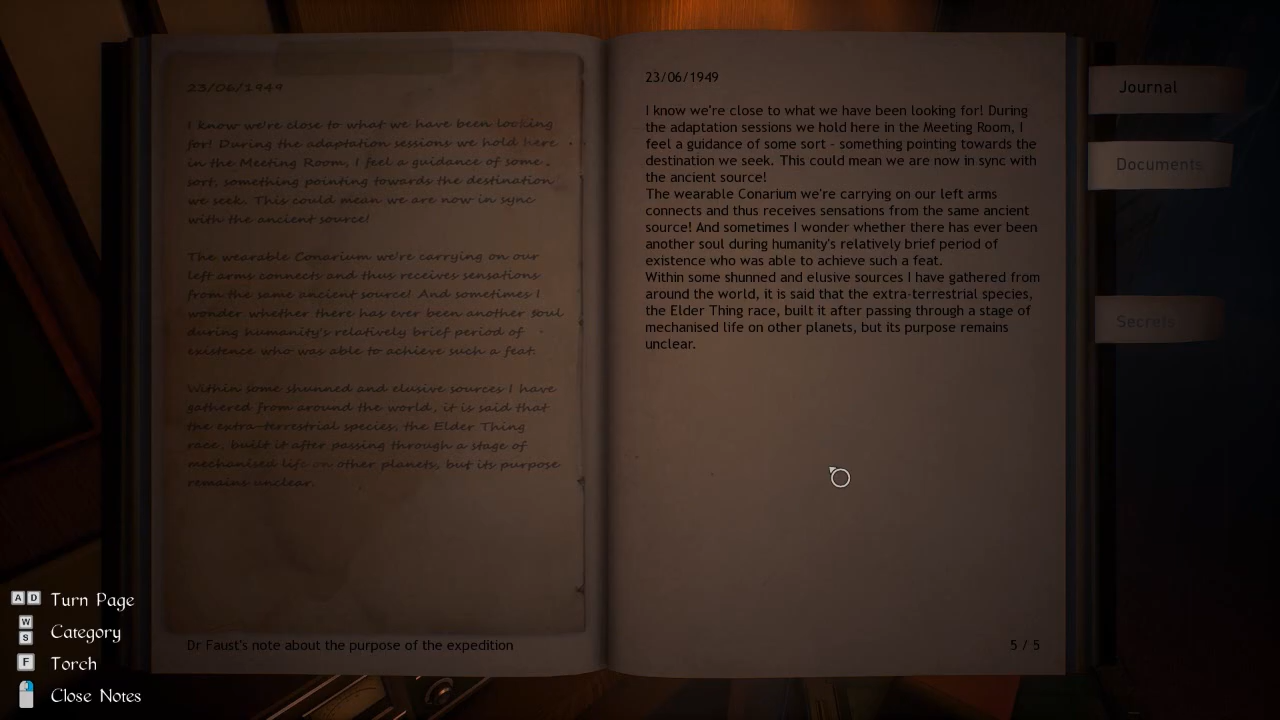 23/06/1949
I know we're close to what we have been looking
for! During the adaptation sessions we hold here
in the Meeting Room, I feel a guidance of some
sort, something pointing towards the destination
we seek. This could mean we are now in sync
with the ancient source!
The wearable Conarium we're carrying on our
left arms connects and thus receives sensations
from the same ancient source! And sometimes I
wonder whether there has ever been another soul
during humanity's relatively brief period of
existence who was able to achieve such a feat.
Within some shunned and elusive sources I have
gathered from around the world, it is said that
the extra-terrestrial species, the Elder Thing
race, built it after passing through a stage of
mechanised life on other planets, but its purpose
remains unclear.
Dr Faust's note about the purpose of the expedition
23/06/1949
I know we're close to what we have been looking for! During
the adaptation sessions we hold here in the Meeting Room, I
feel a guidance of some sort - something pointing towards the
destination we seek. This could mean we are now in sync with
the ancient source!
The wearable Conarium we're carrying on our left arms
connects and thus receives sensations from the same ancient
source! And sometimes I wonder whether there has ever been
another soul during humanity's relatively brief period of
existence who was able to achieve such a feat.
Within some shunned and elusive sources I have gathered from
around the world, it is said that the extra-terrestrial species,
the Elder Thing race, built it after passing through a stage of
mechanised life on other planets, but its purpose remains
unclear.
5 / 5
Journal
Documents
Secrets
A D Turn Page
W S Category
F Torch
Close Notes